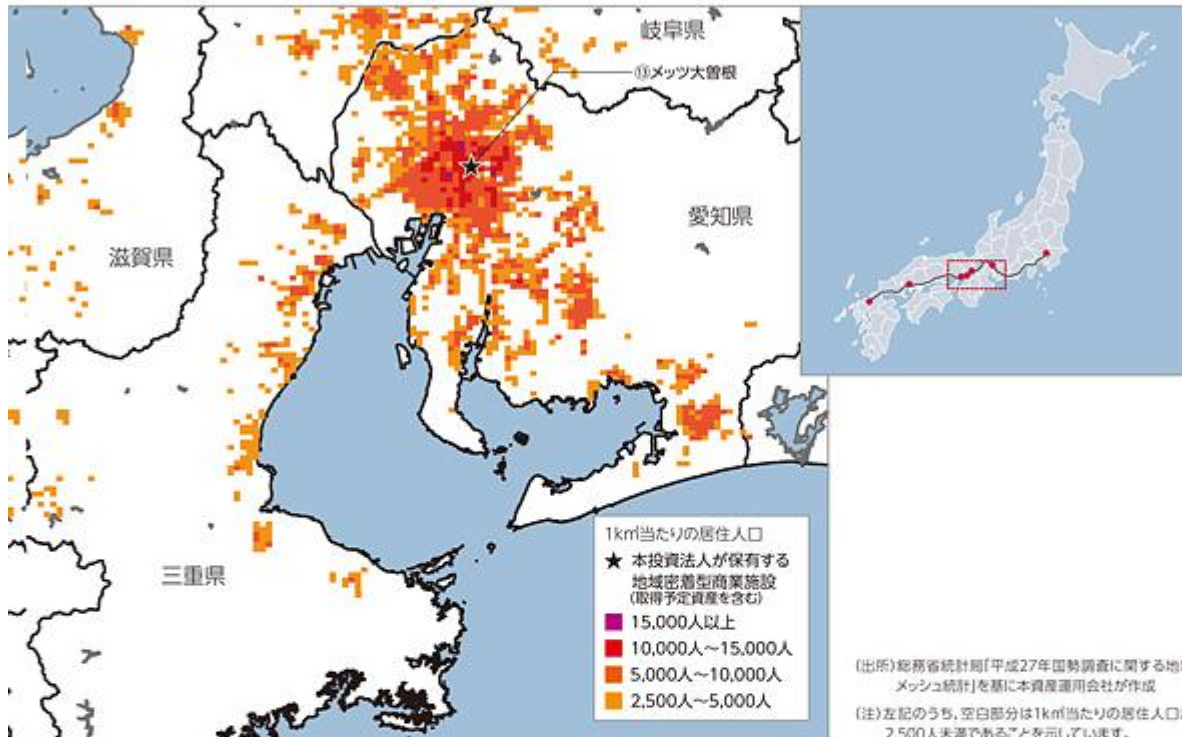 岐阜県
⑬メッツ大曽根
愛知県
滋賀県
三重県
1k㎡当たりの居住人口
★ 本投資法人が保有する
地域密着型商業施設
(取得予定資産を含む)
15,000人以上
10,000人～15,000人
5,000人～10,000人
2,500人～5,000人
(出所)総務省統計局「平成27年国勢調査に関する地
メッシュ統計」を基に本資産運用会社が作成
(注)左記のうち、空白部分は1k㎡当たりの居住人口
2,500人未満であることを示しています。